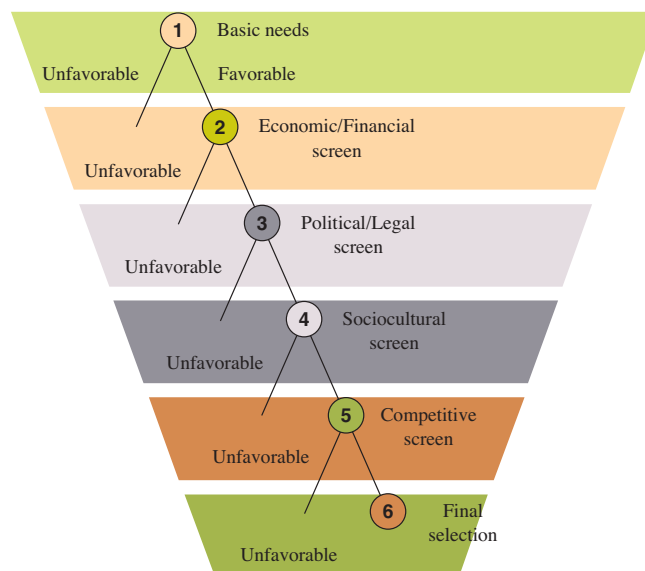 1 Basic needs
Unfavorable Favorable
2 Economic/Financial
screen
Unfavorable
3 Political/Legal
screen
Unfavorable
4 Sociocultural
screen
Unfavorable
5 Competitive
screen
Unfavorable
6 Final
selection
Unfavorable